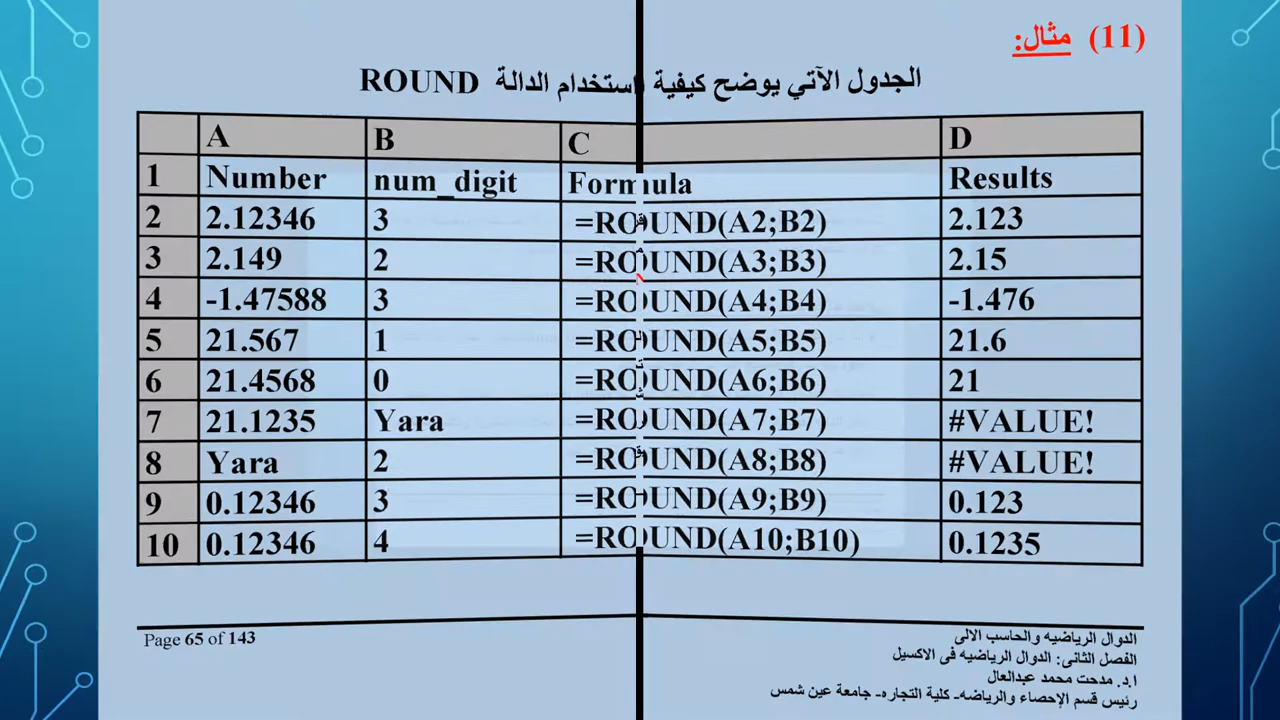 (11) مثال:
الجدول الآتي يوضح كيفية استخدام الدالة ROUND
A B C D
1 Number num_digit Formula Results
2 2.12346 3 =ROUND(A2;B2) 2.123
3 2.149 2 =ROUND(A3;B3) 2.15
4 -1.47588 3 =ROUND(A4;B4) -1.476
5 21.567 1 =ROUND(A5;B5) 21.6
6 21.4568 0 =ROUND(A6;B6) 21
7 21.1235 Yara =ROUND(A7;B7) #VALUE!
8 Yara 2 =ROUND(A8;B8) #VALUE!
9 0.12346 3 =ROUND(A9;B9) 0.123
10 0.12346 4 =ROUND(A10;B10) 0.1235
الدوال الرياضيه والحاسب الالى
Page 65 of 143
الفصل الثانى: الدوال الرياضيه فى الاكسيل
ا.د. مدحت محمد عبدالعال
رئيس قسم الإحصاء والرياضه- كلية التجاره- جامعة عين شمس